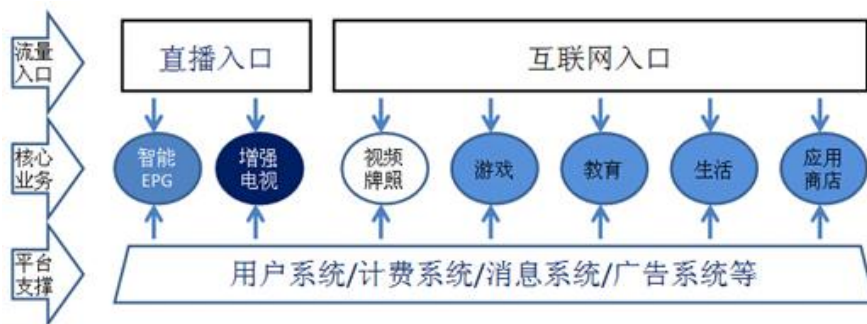 流量
入口
直播入口
互联网入口
核心
业务
智能
EPG
增强
电视
视频
牌照
游戏
教育
生活
应用
商店
平台
支撑
用户系统/计费系统/消息系统/广告系统等